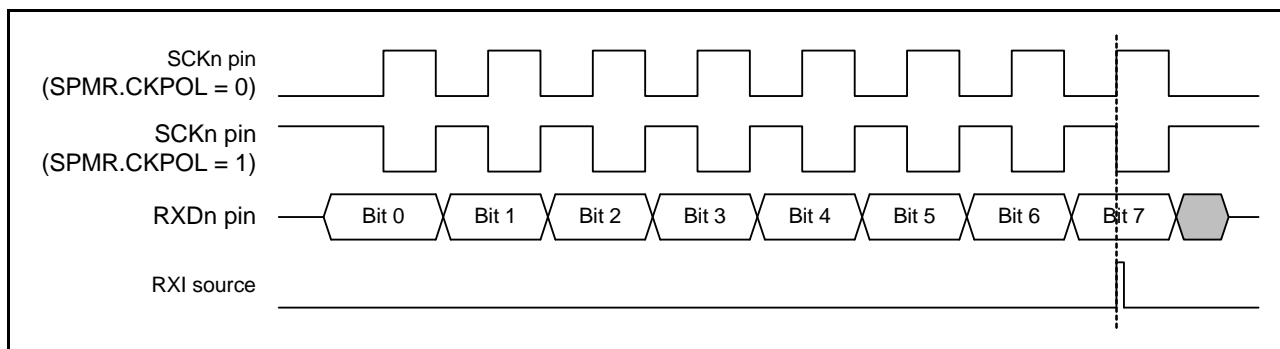 SCKn pin
(SPMR.CKPOL = 0)
SCKn pin
(SPMR.CKPOL = 1)
RXDn pin
Bit 0 Bit 1 Bit 2 Bit 3 Bit 4 Bit 5 Bit 6 Bit 7
RXI source